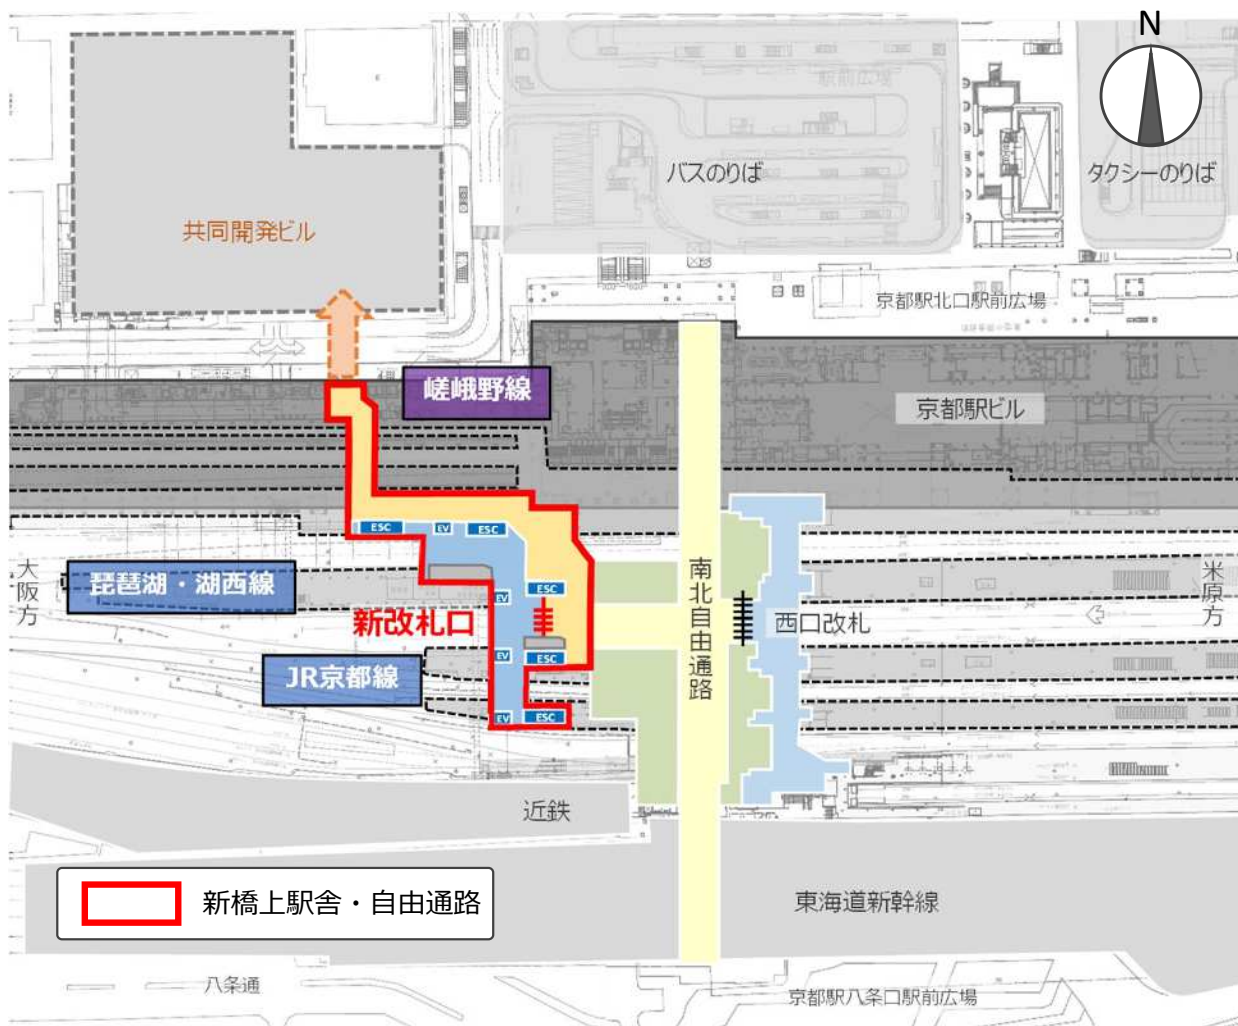 N
駅前広場
バスのりば
タクシーのりば
共同開発ビル
京都駅北口駅前広場
嵯峨野線
京都駅ビル
ESC
EV
ESC
大阪方
琵琶湖・湖西線
ESC
EV
南北自由通路
米原方
新改札口
西口改札
EV
ESC
JR京都線
EV
ESC
近鉄
新橋上駅舎・自由通路
東海道新幹線
八条通
京都駅八条口駅前広場